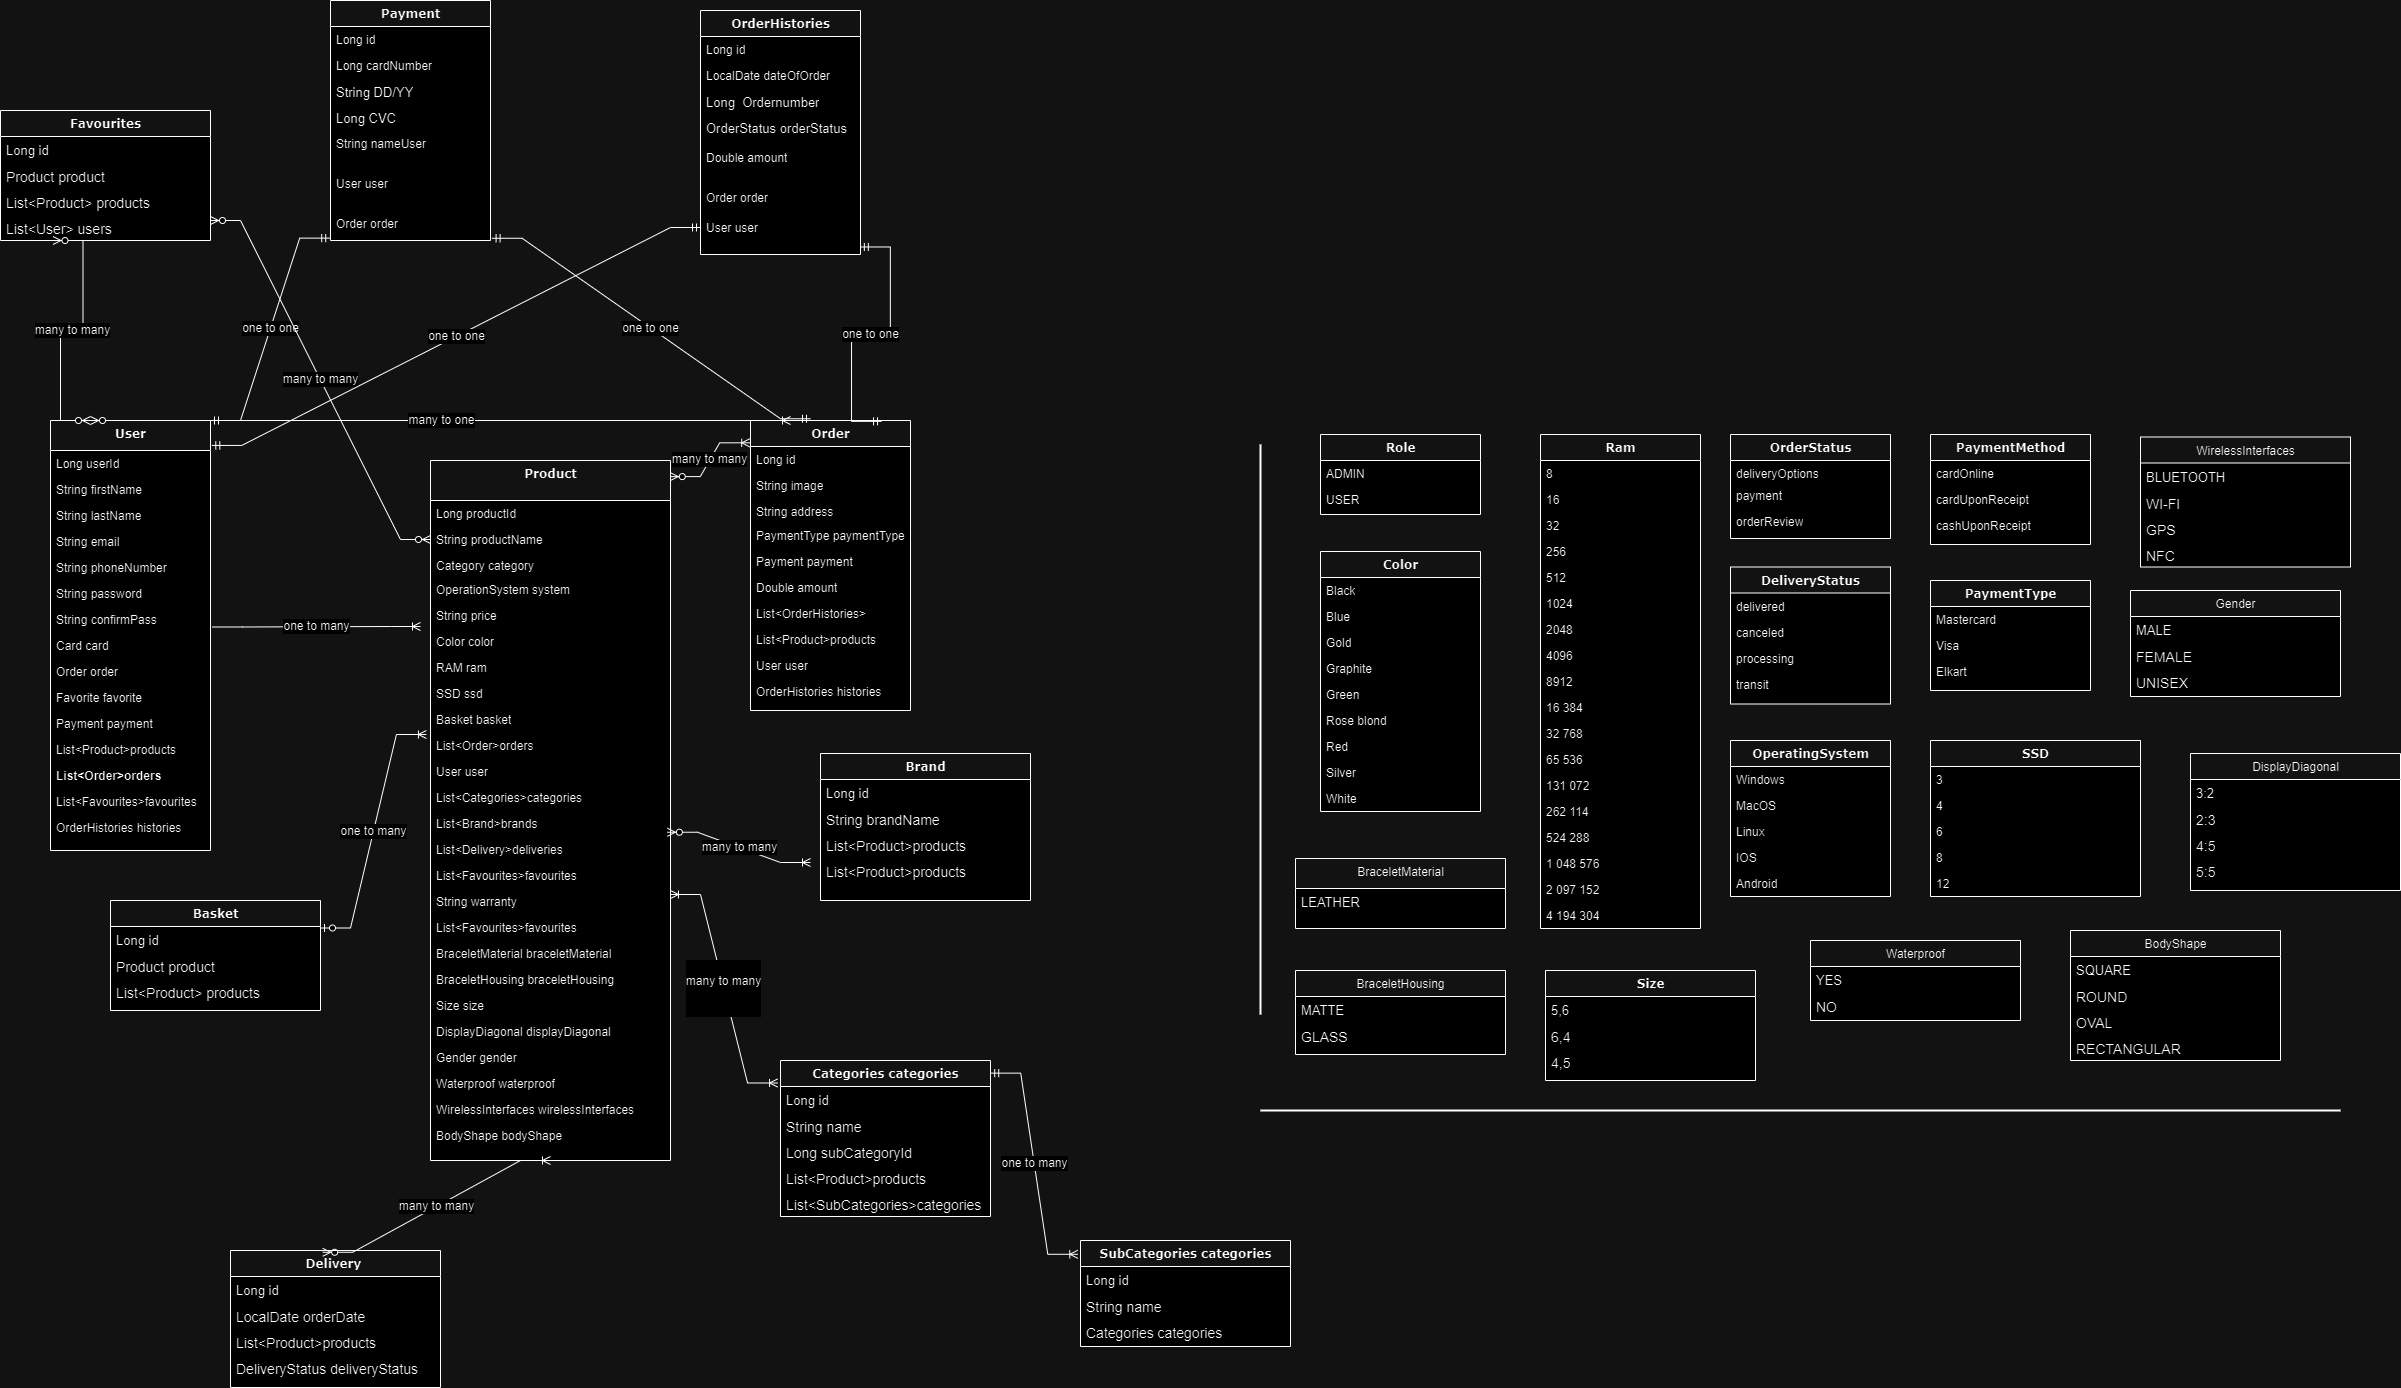 Payment
Long id
Long cardNumber
String DD/YY
Long CVC
String nameUser
User user
Order order
OrderHistories
Long id
LocalDate dateOfOrder
Long  Ordernumber
OrderStatus orderStatus
Double amount
Order order
User user
Favourites
Long id
Product product
List<Product> products
List<User> users
many to many
one to one
many to many
one to one
one to one
one to one
many to one
many to many
one to many
one to many
many to many
many to many
many to many
one to many
User
Long userId
String firstName
String lastName
String email
String phoneNumber
String password
String confirmPass
Card card
Order order
Favorite favorite
Payment payment
List<Product>products
List<Order>orders
List<Favourites>favourites
OrderHistories histories
Product
Long productId
String productName
Category category
OperationSystem system
String price
Color color
RAM ram
SSD ssd
Basket basket
List<Order>orders
User user
List<Categories>categories
List<Brand>brands
List<Delivery>deliveries
List<Favourites>favourites
String warranty
List<Favourites>favourites
BraceletMaterial braceletMaterial
BraceletHousing braceletHousing
Size size
DisplayDiagonal displayDiagonal
Gender gender
Waterproof waterproof
WirelessInterfaces wirelessInterfaces
BodyShape bodyShape
Order
Long id
String image
String address
PaymentType paymentType
Payment payment
Double amount
List<OrderHistories>
List<Product>products
User user
OrderHistories histories
Brand
Long id
String brandName
List<Product>products
List<Product>products
Basket
Long id
Product product
List<Product> products
Categories categories
Long id
String name
Long subCategoryId
List<Product>products
List<SubCategories>categories
SubCategories categories
Long id
String name
Categories categories
Delivery
Long id
LocalDate orderDate
List<Product>products
DeliveryStatus deliveryStatus
Role
ADMIN
USER
Color
Black
Blue
Gold
Graphite
Green
Rose blond
Red
Silver
White
BraceletMaterial
LEATHER
BraceletHousing
MATTE
GLASS
Ram
8
16
32
256
512
1024
2048
4096
8912
16 384
32 768
65 536
131 072
262 114
524 288
1 048 576
2 097 152
4 194 304
Size
5,6
6,4
4,5
OrderStatus
deliveryOptions
payment
orderReview
DeliveryStatus
delivered
canceled
processing
transit
OperatingSystem
Windows
MacOS
Linux
IOS
Android
Waterproof
YES
NO
PaymentMethod
cardOnline
cardUponReceipt
cashUponReceipt
PaymentType
Mastercard
Visa
Elkart
SSD
3
4
6
8
12
WirelessInterfaces
BLUETOOTH
WI-FI
GPS
NFC
Gender
MALE
FEMALE
UNISEX
DisplayDiagonal
3:2
2:3
4:5
5:5
BodyShape
SQUARE
ROUND
OVAL
RECTANGULAR